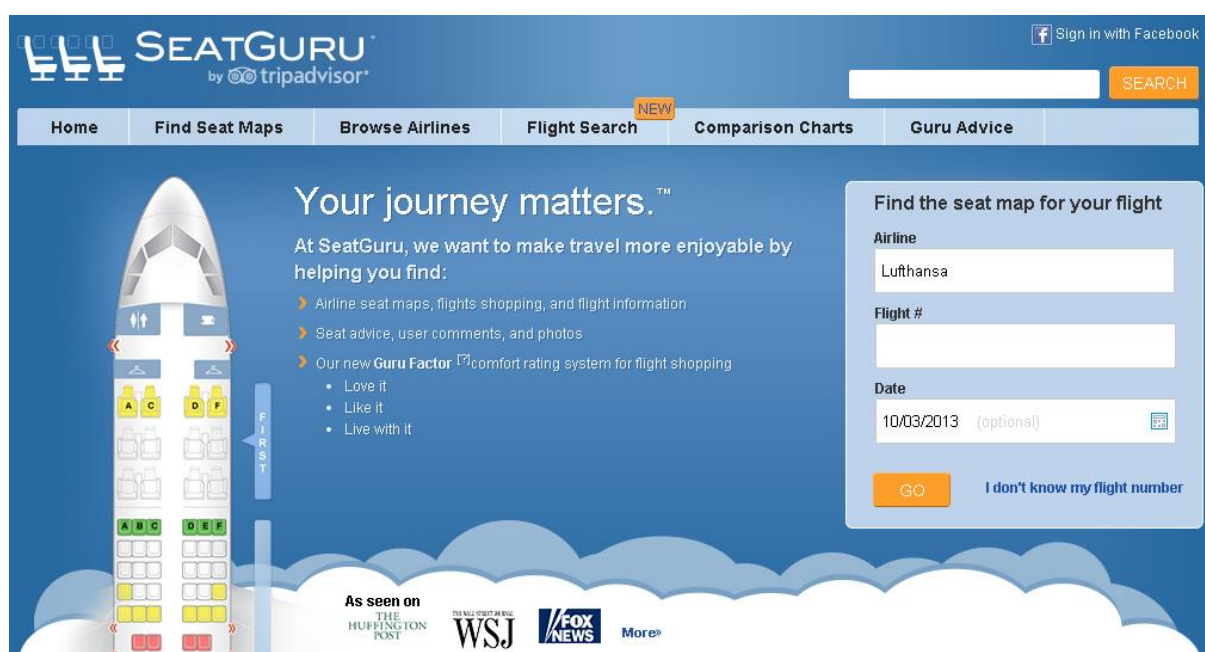 SEATGURU
by tripadvisor
Sign in with Facebook
SEARCH
NEW
Home
Find Seat Maps
Browse Airlines
Flight Search
Comparison Charts
Guru Advice
Your journey matters.™
At SeatGuru, we want to make travel more enjoyable by
helping you find:
Airline seat maps, flights shopping, and flight information
Seat advice, user comments, and photos
Our new Guru Factor [?] comfort rating system for flight shopping
• Love it
• Like it
• Live with it
Find the seat map for your flight
Airline
Lufthansa
Flight #
Date
10/03/2013 (optional)
GO
I don't know my flight number
A C D F
FIRST
A B C D E F
As seen on
THE
HUFFINGTON
POST
THE WALL STREET JOURNAL
WSJ
FOX
NEWS
More»